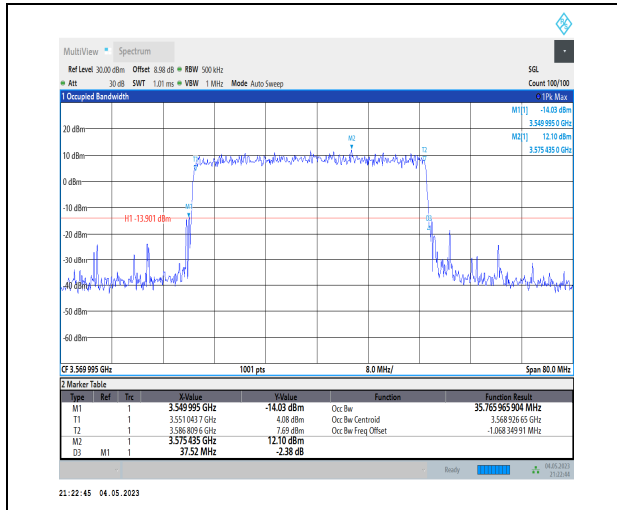 MultiView Spectrum
Ref Level 30.00 dBm Offset 8.98 dB RBW 500 kHz SGL
Att 30 dB SWT 1.01 ms VBW 1 MHz Mode Auto Sweep Count 100/100
1 Occupied Bandwidth 1Pk Max
M1[1] -14.03 dBm
3.549 995 0 GHz
M2[1] 12.10 dBm
3.575 435 0 GHz
20 dBm
M2
T2
10 dBm
T1
0 dBm
-10 dBm
M1
H1 -13.901 dBm
D3
-20 dBm
-30 dBm
-40 dBm
-50 dBm
-60 dBm
CF 3.569 995 GHz 1001 pts 8.0 MHz/ Span 80.0 MHz
2 Marker Table
Type Ref Trc X-Value Y-Value Function Function Result
M1 1 3.549 995 GHz -14.03 dBm Occ Bw 35.765 965 904 MHz
T1 1 3.551 043 7 GHz 4.08 dBm Occ Bw Centroid 3.568 926 65 GHz
T2 1 3.586 809 6 GHz 7.69 dBm Occ Bw Freq Offset -1.068 349 91 MHz
M2 1 3.575 435 GHz 12.10 dBm
D3 M1 1 37.52 MHz -2.38 dB
Ready 04.05.2023
21:22:44
21:22:45 04.05.2023